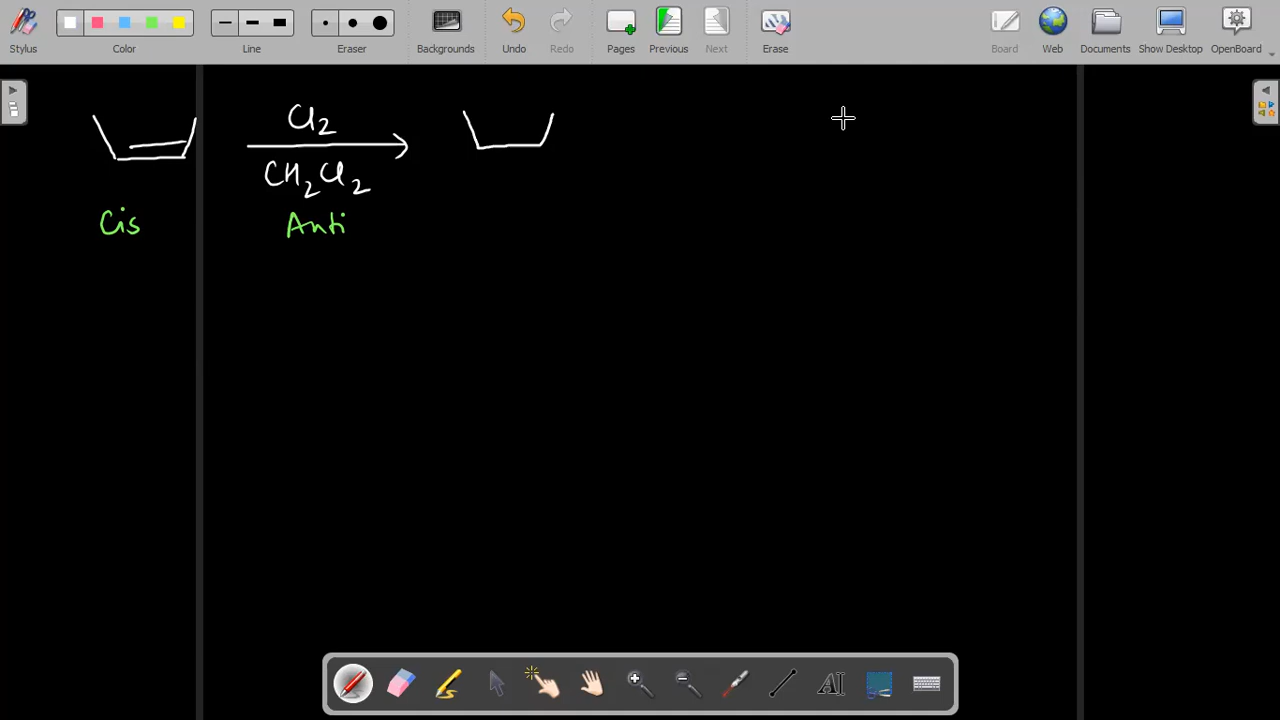 Stylus Color Line Eraser Backgrounds Undo Redo Pages Previous Next Erase Board Web Documents Show Desktop OpenBoard
Cl2
CH2Cl2
Cis Anti
AI